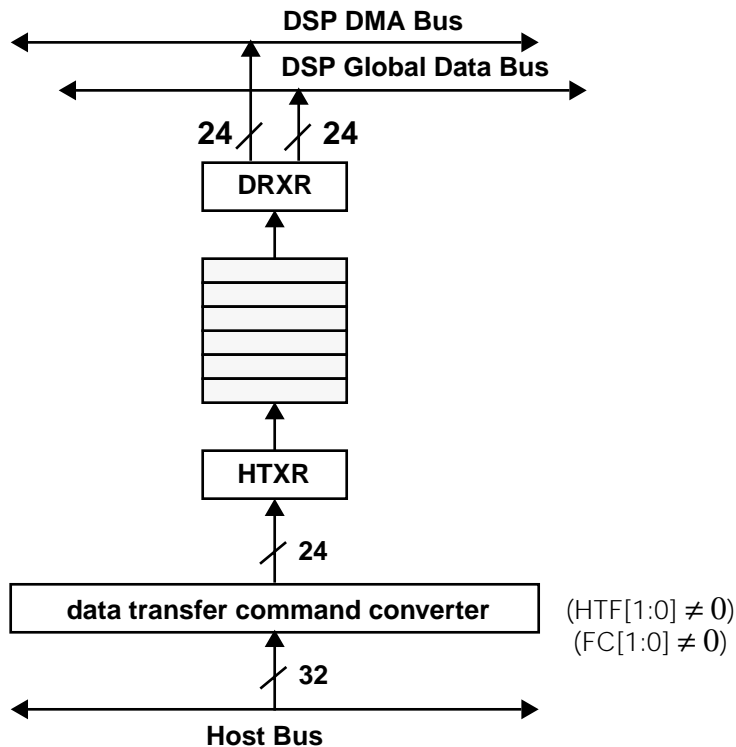 DSP DMA Bus
DSP Global Data Bus
24 24
DRXR
HTXR
24
data transfer command converter (HTF[1:0] ≠ 0)
(FC[1:0] ≠ 0)
32
Host Bus